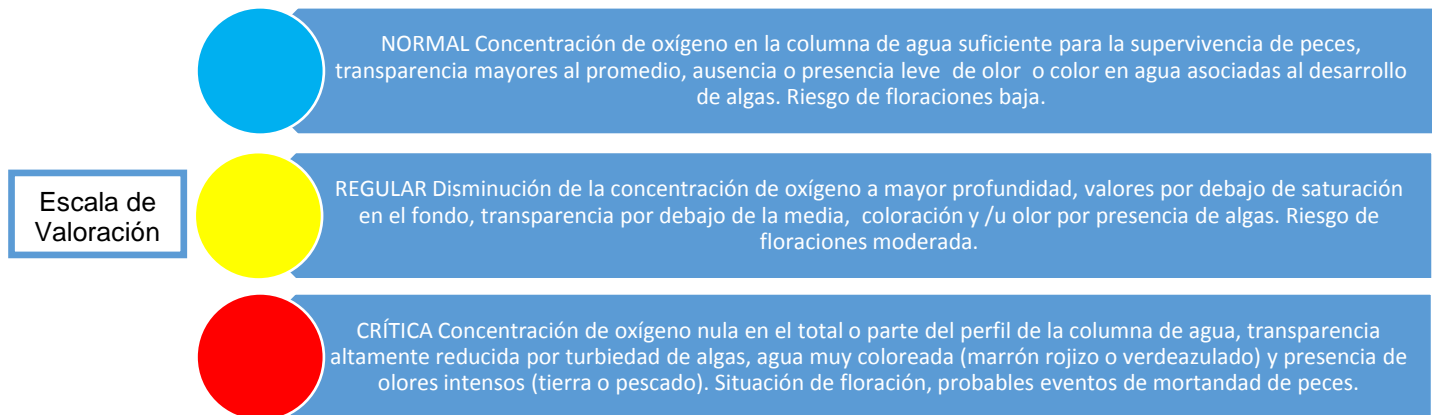 NORMAL Concentración de oxígeno en la columna de agua suficiente para la supervivencia de peces,
transparencia mayores al promedio, ausencia o presencia leve de olor o color en agua asociadas al desarrollo
de algas. Riesgo de floraciones baja.
Escala de
Valoración
REGULAR Disminución de la concentración de oxígeno a mayor profundidad, valores por debajo de saturación
en el fondo, transparencia por debajo de la media, coloración y /u olor por presencia de algas. Riesgo de
floraciones moderada.
CRÍTICA Concentración de oxígeno nula en el total o parte del perfil de la columna de agua, transparencia
altamente reducida por turbiedad de algas, agua muy coloreada (marrón rojizo o verdeazulado) y presencia de
olores intensos (tierra o pescado). Situación de floración, probables eventos de mortandad de peces.